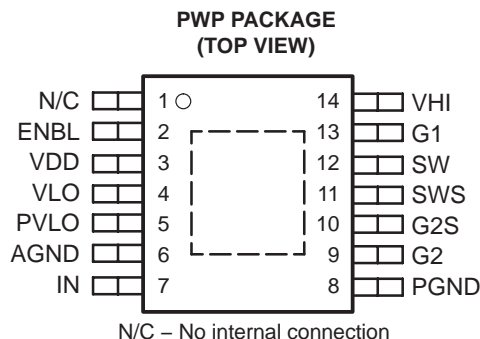 PWP PACKAGE
(TOP VIEW)
N/C 1 14 VHI
ENBL 2 13 G1
VDD 3 12 SW
VLO 4 11 SWS
PVLO 5 10 G2S
AGND 6 9 G2
IN 7 8 PGND
N/C – No internal connection